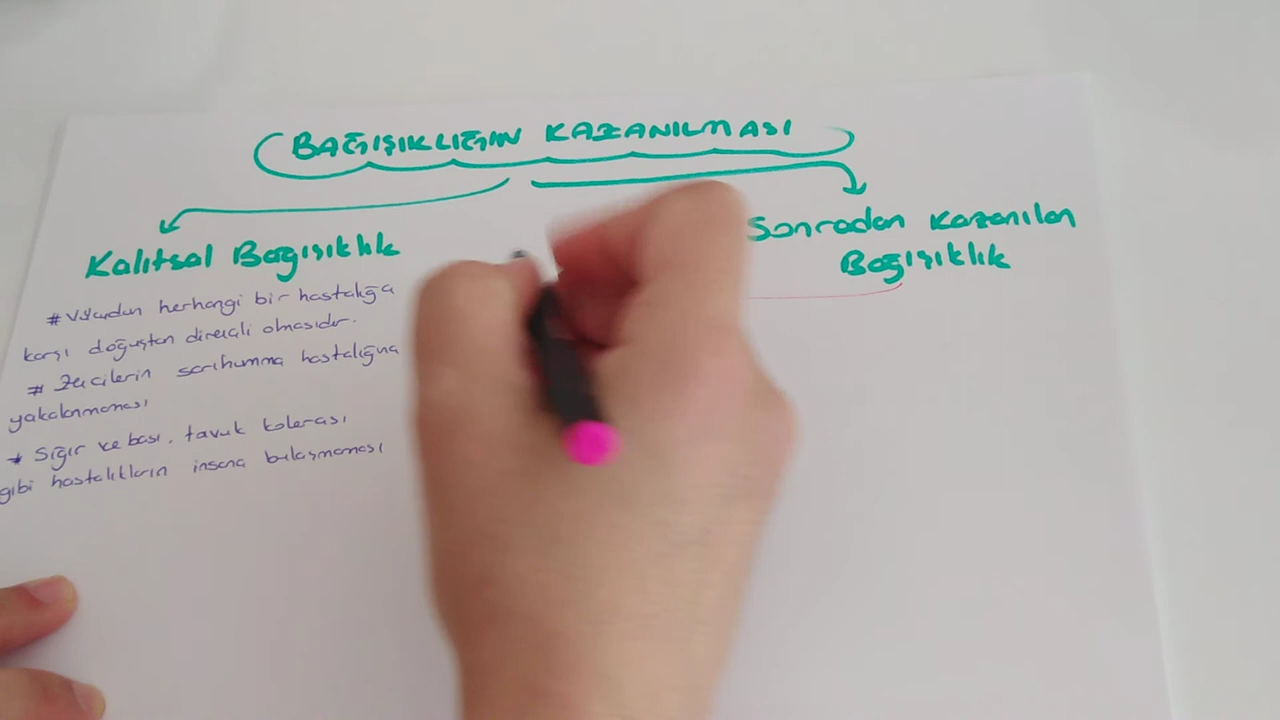 BAĞIŞIKLIĞIN KAZANILMASI
Kalıtsal Bağışıklık
# Vücudun herhangi bir hastalığa
karşı doğuştan dirençli olmasıdır.
# Zencilerin sarıhumma hastalığına
yakalanmaması
* Sığır vebası, tavuk kolerası
gibi hastalıkların insana bulaşmaması
Sonradan Kazanılan
Bağışıklık